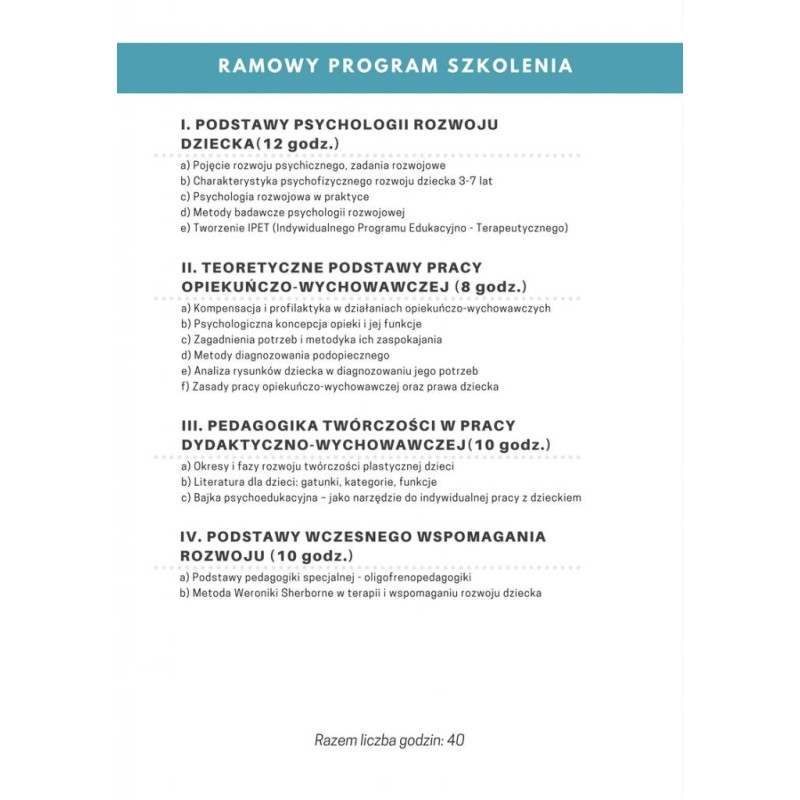 RAMOWY PROGRAM SZKOLENIA
I. PODSTAWY PSYCHOLOGII ROZWOJU
DZIECKA(12 godz.)
a) Pojęcie rozwoju psychicznego, zadania rozwojowe
b) Charakterystyka psychofizycznego rozwoju dziecka 3-7 lat
c) Psychologia rozwojowa w praktyce
d) Metody badawcze psychologii rozwojowej
e) Tworzenie IPET (Indywidualnego Programu Edukacyjno - Terapeutycznego)
II. TEORETYCZNE PODSTAWY PRACY
OPIEKUŃCZO-WYCHOWAWCZEJ (8 godz.)
a) Kompensacja i profilaktyka w działaniach opiekuńczo-wychowawczych
b) Psychologiczna koncepcja opieki i jej funkcje
c) Zagadnienia potrzeb i metodyka ich zaspokajania
d) Metody diagnozowania podopiecznego
e) Analiza rysunków dziecka w diagnozowaniu jego potrzeb
f) Zasady pracy opiekuńczo-wychowawczej oraz prawa dziecka
III. PEDAGOGIKA TWÓRCZOŚCI W PRACY
DYDAKTYCZNO-WYCHOWAWCZEJ(10 godz.)
a) Okresy i fazy rozwoju twórczości plastycznej dzieci
b) Literatura dla dzieci: gatunki, kategorie, funkcje
c) Bajka psychoedukacyjna – jako narzędzie do indywidualnej pracy z dzieckiem
IV. PODSTAWY WCZESNEGO WSPOMAGANIA
ROZWOJU (10 godz.)
a) Podstawy pedagogiki specjalnej - oligofrenopedagogiki
b) Metoda Weroniki Sherborne w terapii i wspomaganiu rozwoju dziecka
Razem liczba godzin: 40